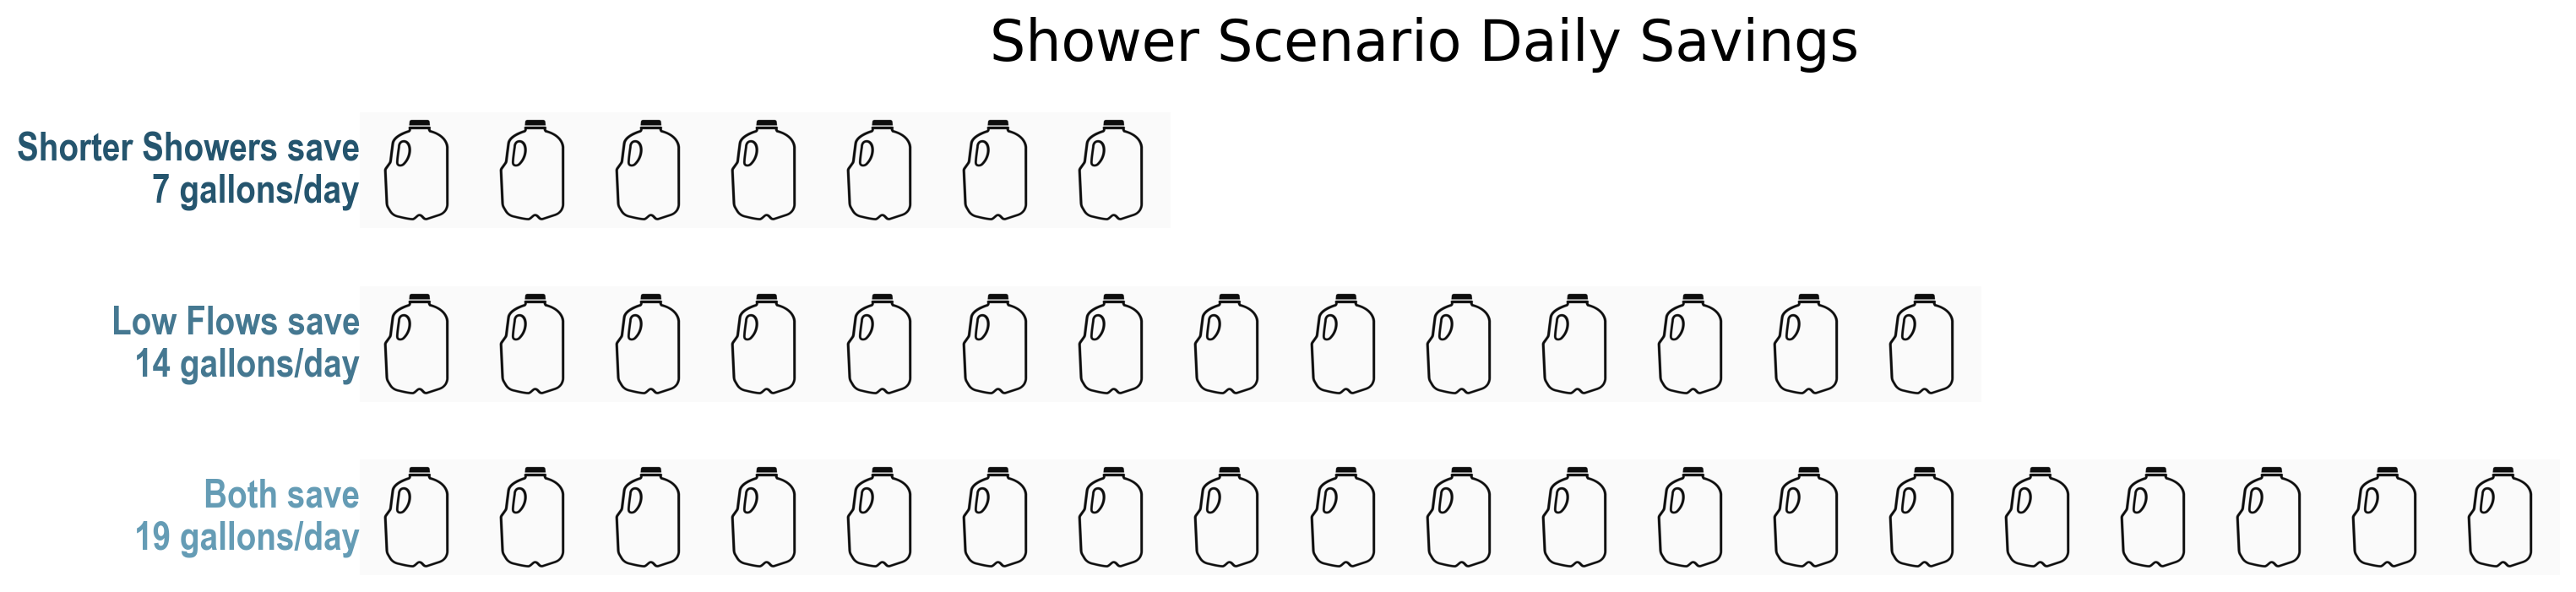 Shower Scenario Daily Savings
Shorter Showers save
7 gallons/day
Low Flows save
14 gallons/day
Both save
19 gallons/day